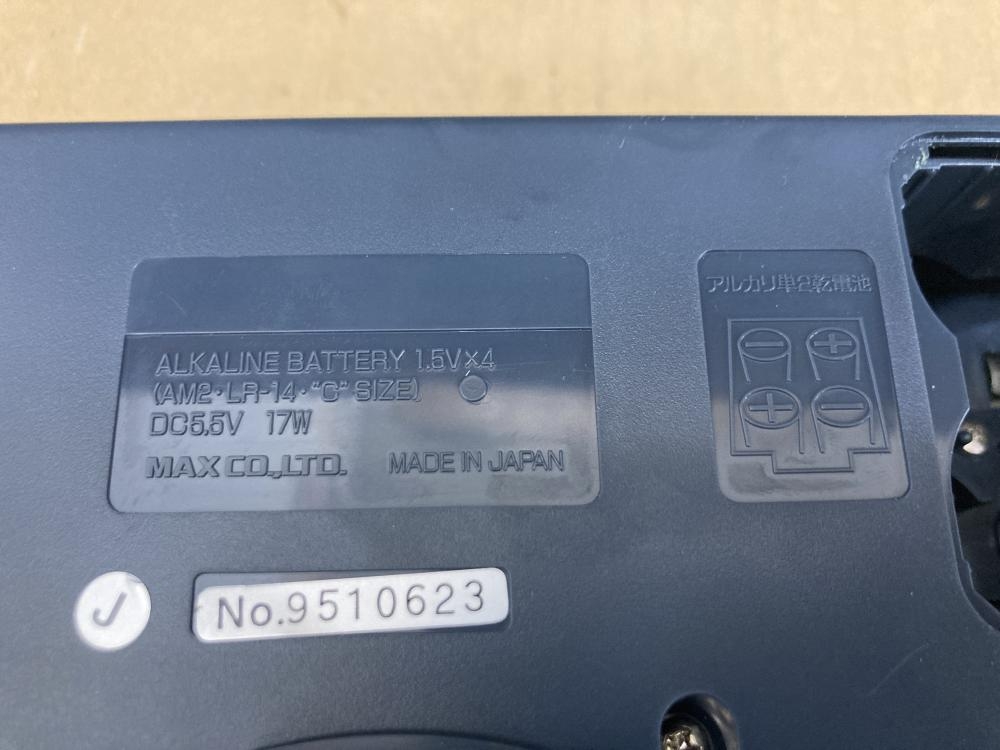 ALKALINE BATTERY 1.5V×4
(AM2・LR-14・"C" SIZE)
DC5.5V 17W
MAX CO.,LTD. MADE IN JAPAN
アルカリ単2乾電池
− +
+ −
J
No.9510623